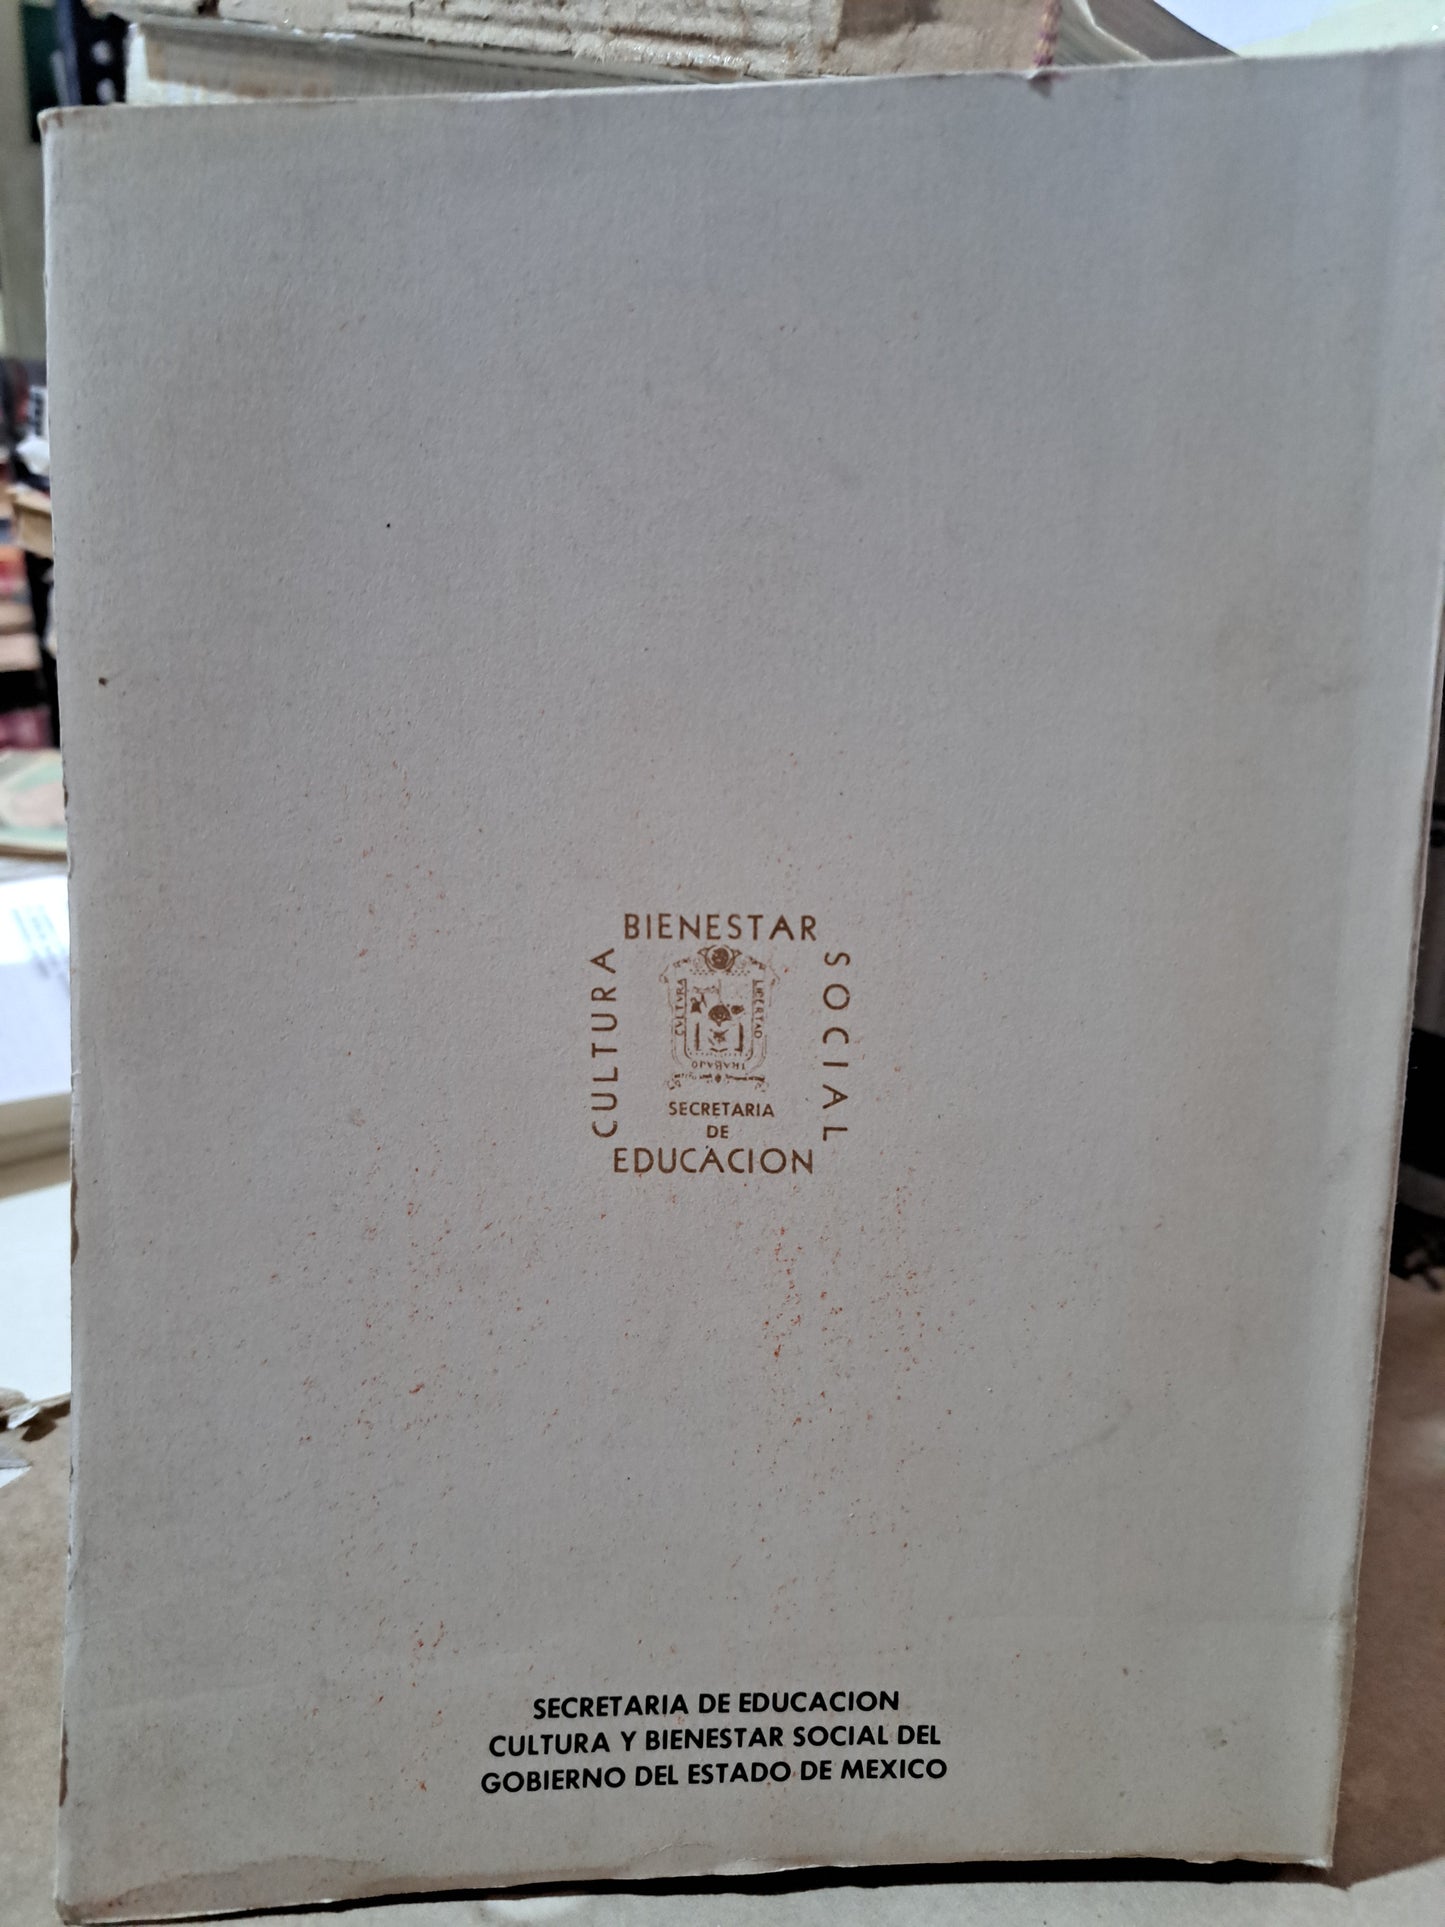 BIENESTAR
CULTURA
SOCIAL
CULTURA
LIBERTAD
TRABAJO
SECRETARIA
DE
EDUCACION
SECRETARIA DE EDUCACION
CULTURA Y BIENESTAR SOCIAL DEL
GOBIERNO DEL ESTADO DE MEXICO